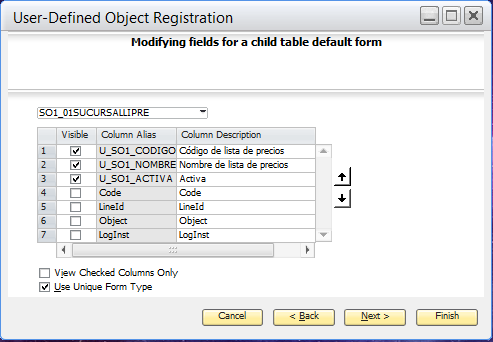 User-Defined Object Registration
Modifying fields for a child table default form
SO1_01SUCURSALLIPRE
Visible Column Alias Column Description
1 U_SO1_CODIGO Código de lista de precios
2 U_SO1_NOMBRE Nombre de lista de precios
3 U_SO1_ACTIVA Activa
4 Code Code
5 LineId LineId
6 Object Object
7 LogInst LogInst
View Checked Columns Only
Use Unique Form Type
Cancel < Back Next > Finish